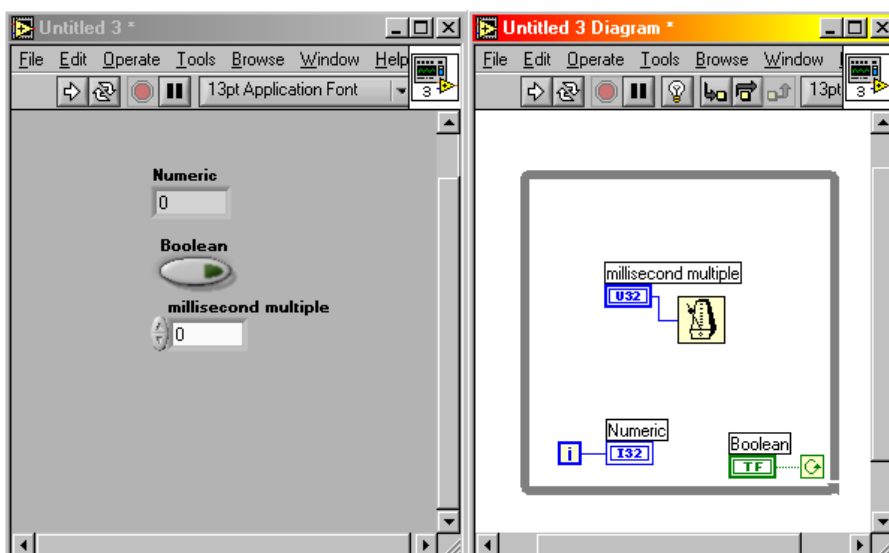 Untitled 3 *
File Edit Operate Tools Browse Window Help
13pt Application Font
3
Numeric
0
Boolean
millisecond multiple
0
Untitled 3 Diagram *
File Edit Operate Tools Browse Window
13pt
3
millisecond multiple
U32
Numeric
i
I32
Boolean
TF